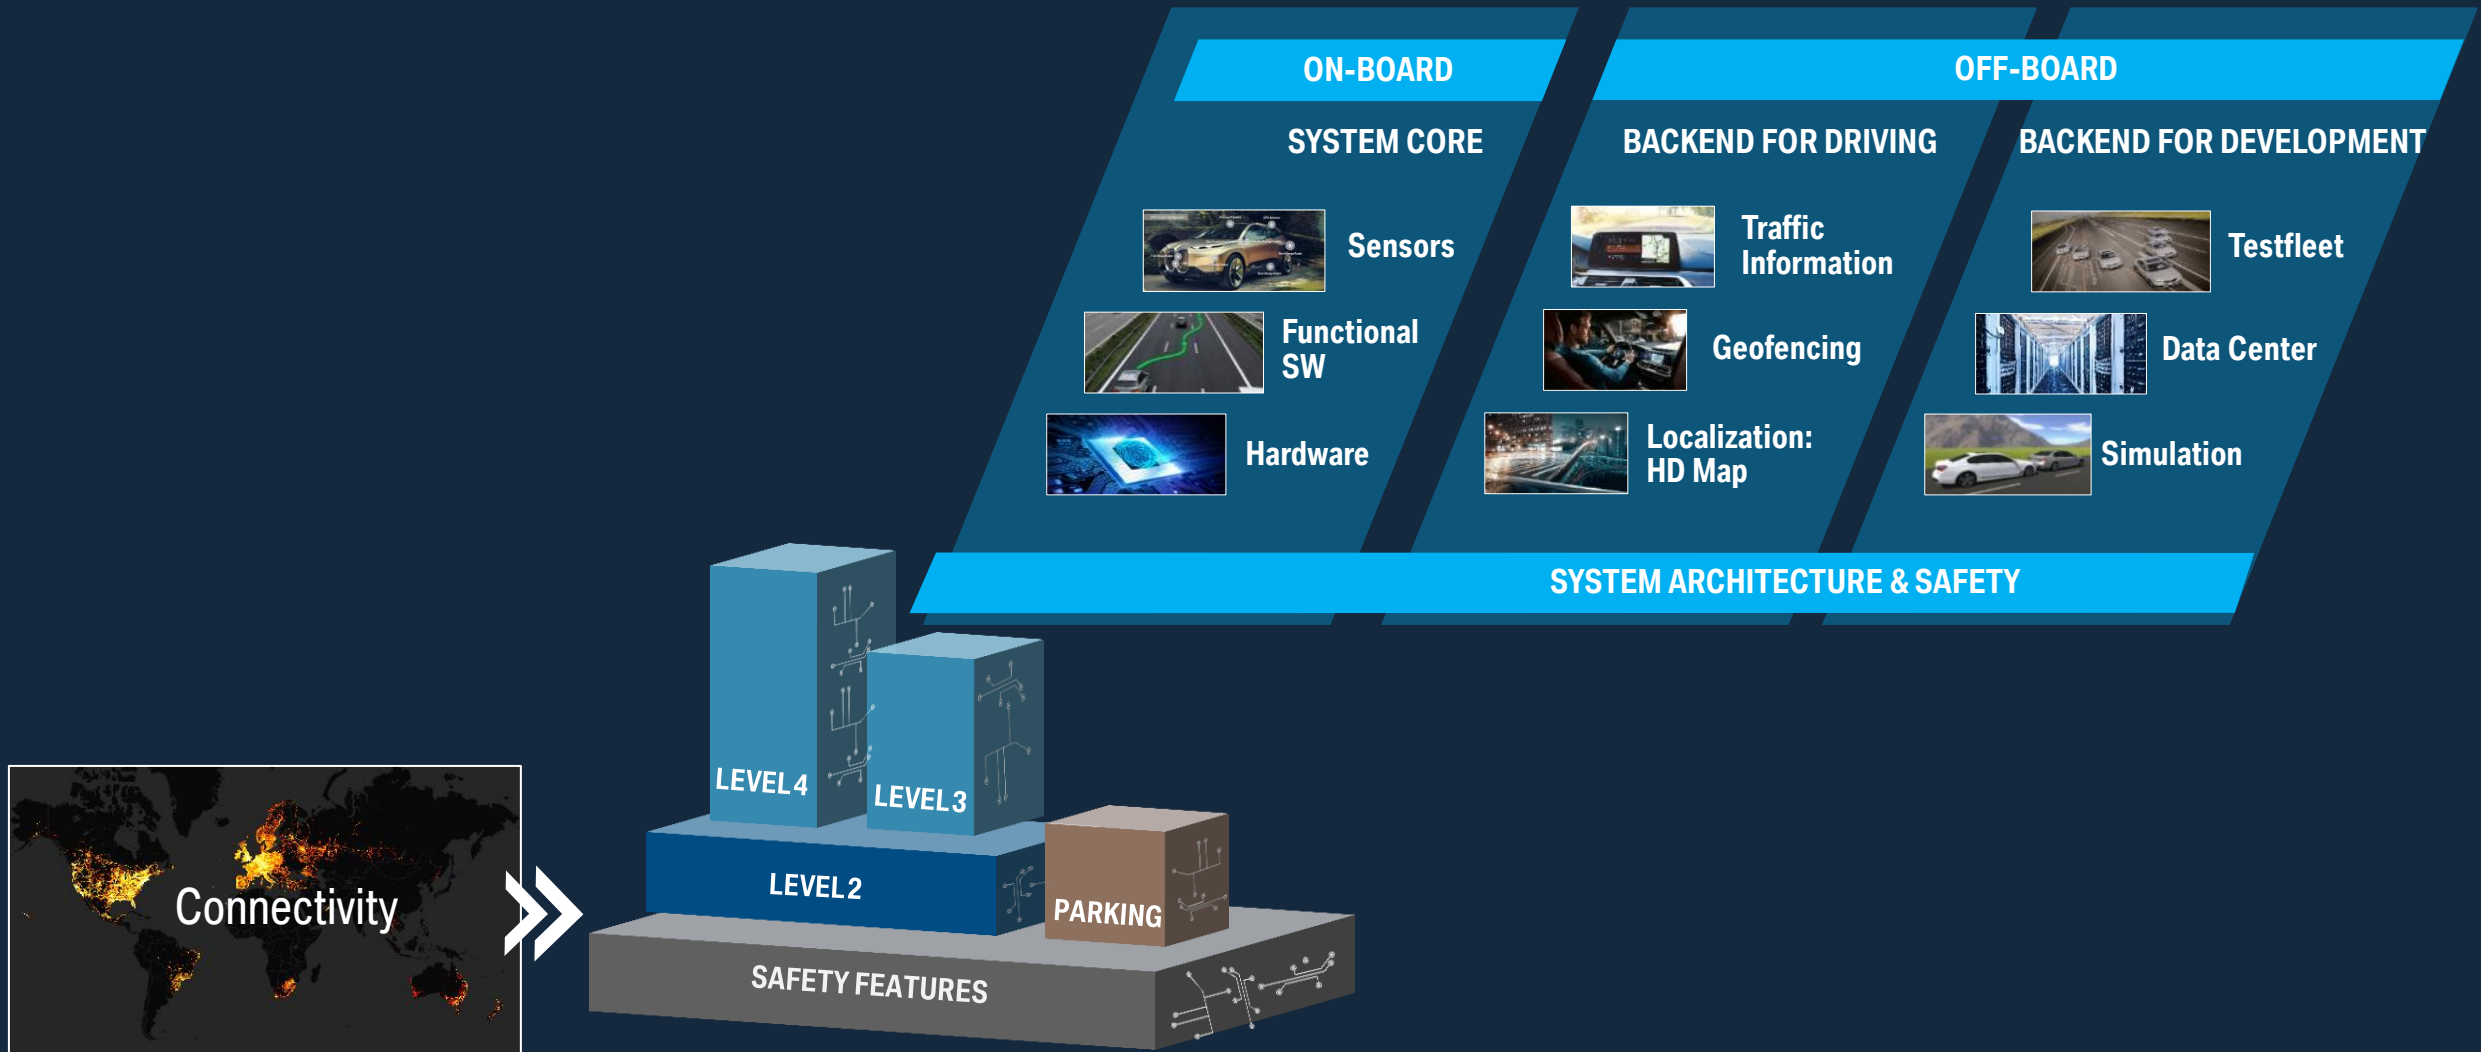 ON-BOARD
OFF-BOARD
SYSTEM CORE
BACKEND FOR DRIVING
BACKEND FOR DEVELOPMENT
Sensors
Functional
SW
Hardware
Traffic
Information
Geofencing
Localization:
HD Map
Testfleet
Data Center
Simulation
SYSTEM ARCHITECTURE & SAFETY
LEVEL 4
LEVEL 3
LEVEL 2
PARKING
SAFETY FEATURES
Connectivity